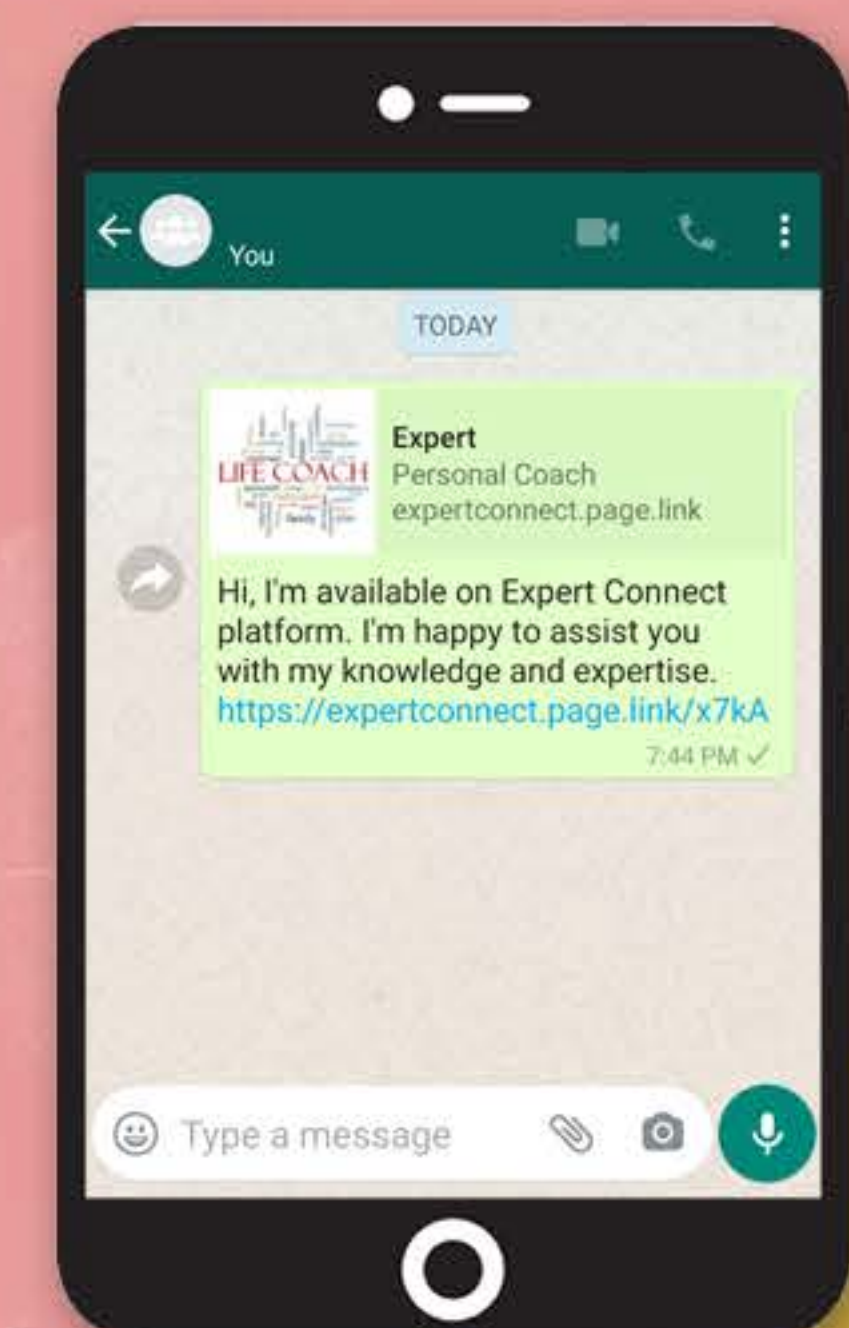 You
TODAY
LIFE COACH
family
Expert
Personal Coach
expertconnect.page.link
Hi, I'm available on Expert Connect
platform. I'm happy to assist you
with my knowledge and expertise.
https://expertconnect.page.link/x7kA
7:44 PM
Type a message